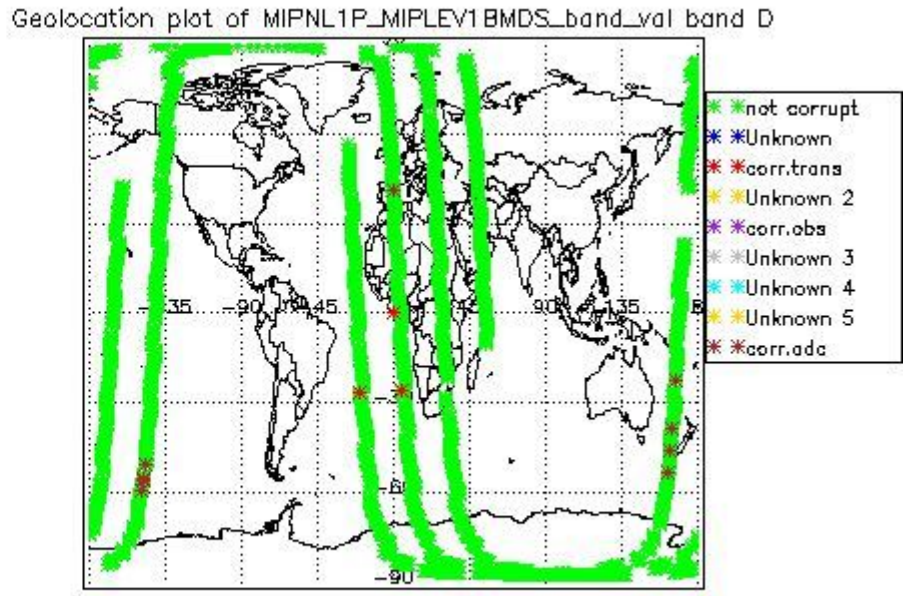 Geolocation plot of MIPNL1P_MIPLEV1BMDS_band_val band D
* *not corrupt
* *Unknown
* *corr.trans
* *Unknown 2
* *corr.obs
* *Unknown 3
* *Unknown 4
* *Unknown 5
* *corr.adc
-135 -90 -45 45 90 135
-60
-90